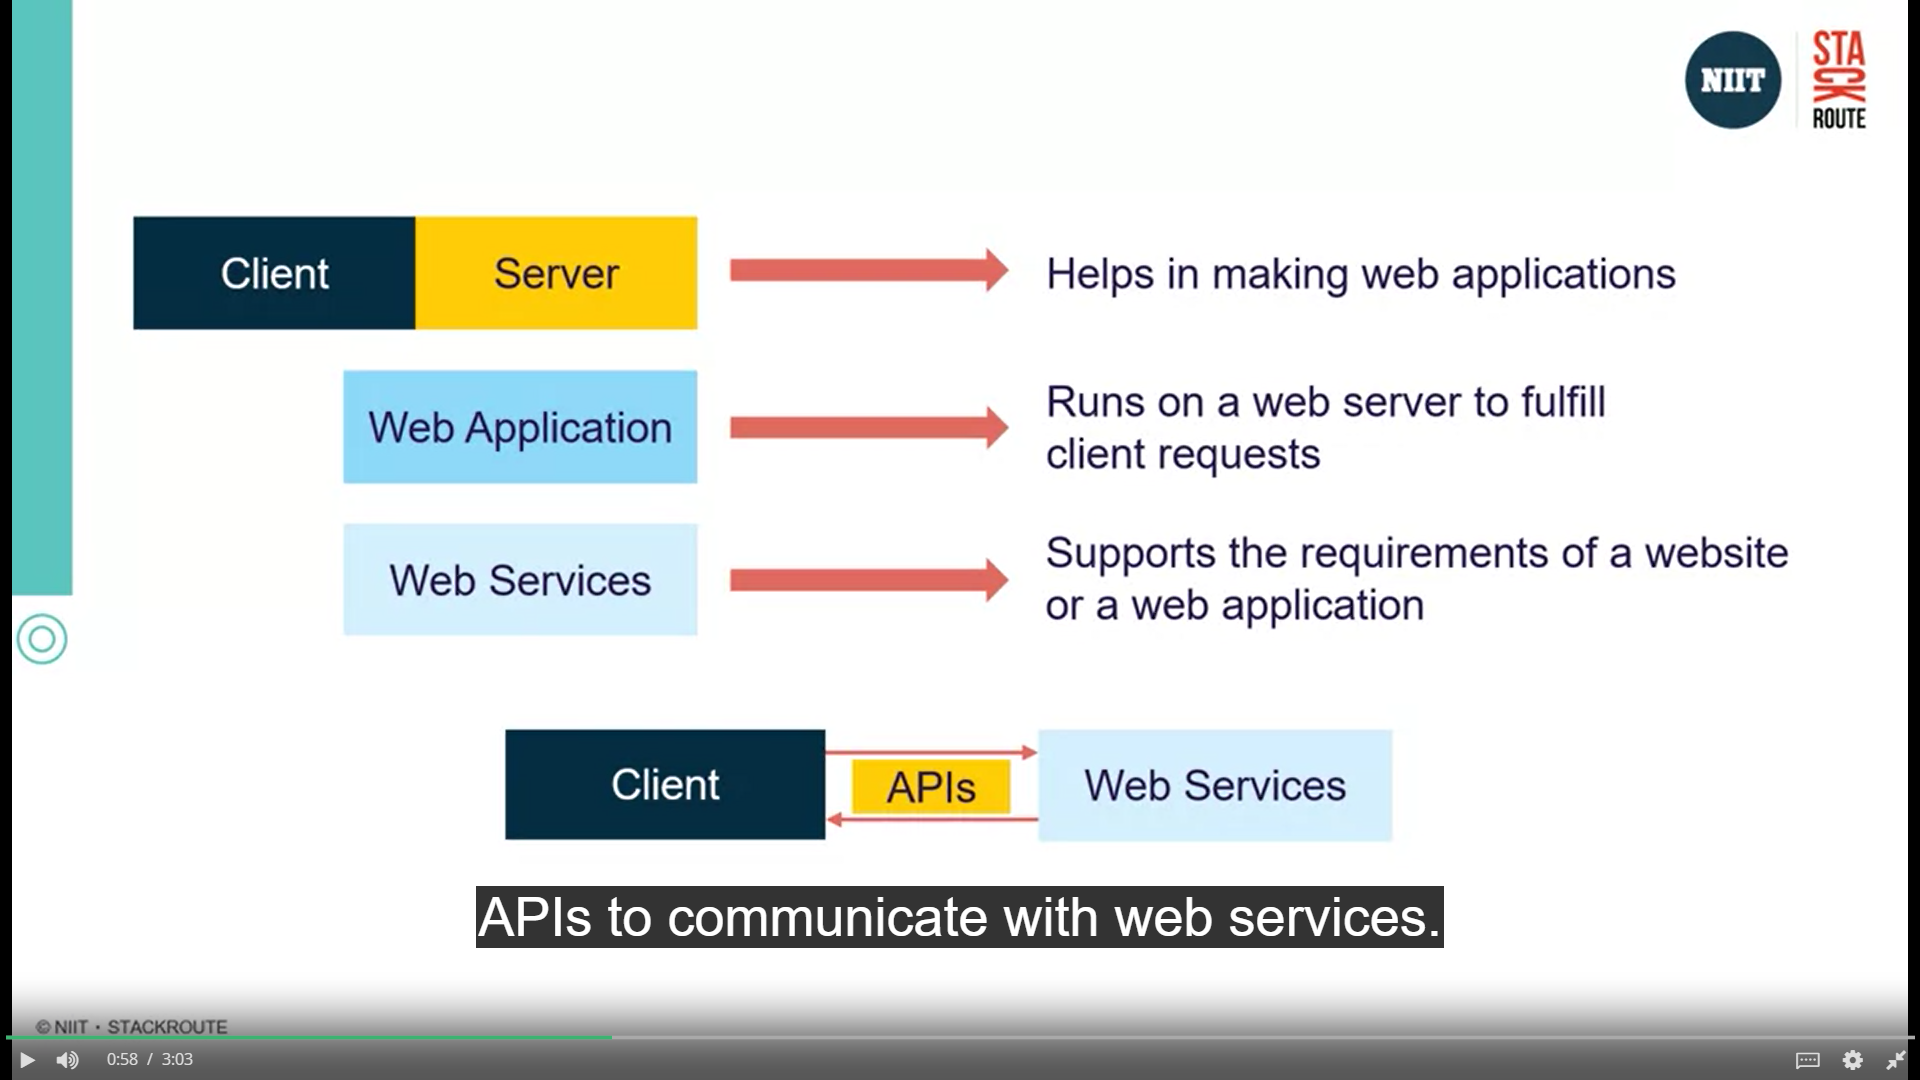 NIIT
STA
CK
ROUTE
Client
Server
Helps in making web applications
Web Application
Runs on a web server to fulfill
client requests
Web Services
Supports the requirements of a website
or a web application
Client
APIs
Web Services
APIs to communicate with web services.
© NIIT · STACKROUTE
0:58 / 3:03